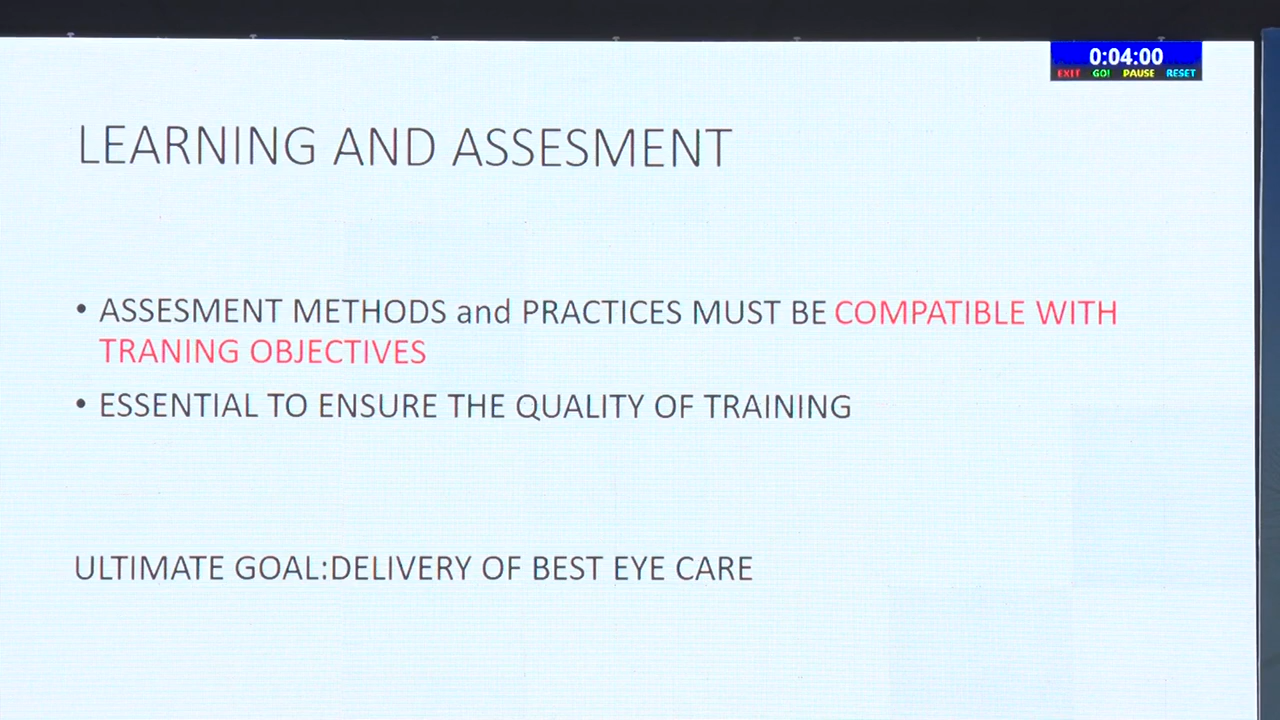 0:04:00
EXIT GO! PAUSE RESET
LEARNING AND ASSESMENT
• ASSESMENT METHODS and PRACTICES MUST BE COMPATIBLE WITH
TRANING OBJECTIVES
• ESSENTIAL TO ENSURE THE QUALITY OF TRAINING
ULTIMATE GOAL:DELIVERY OF BEST EYE CARE